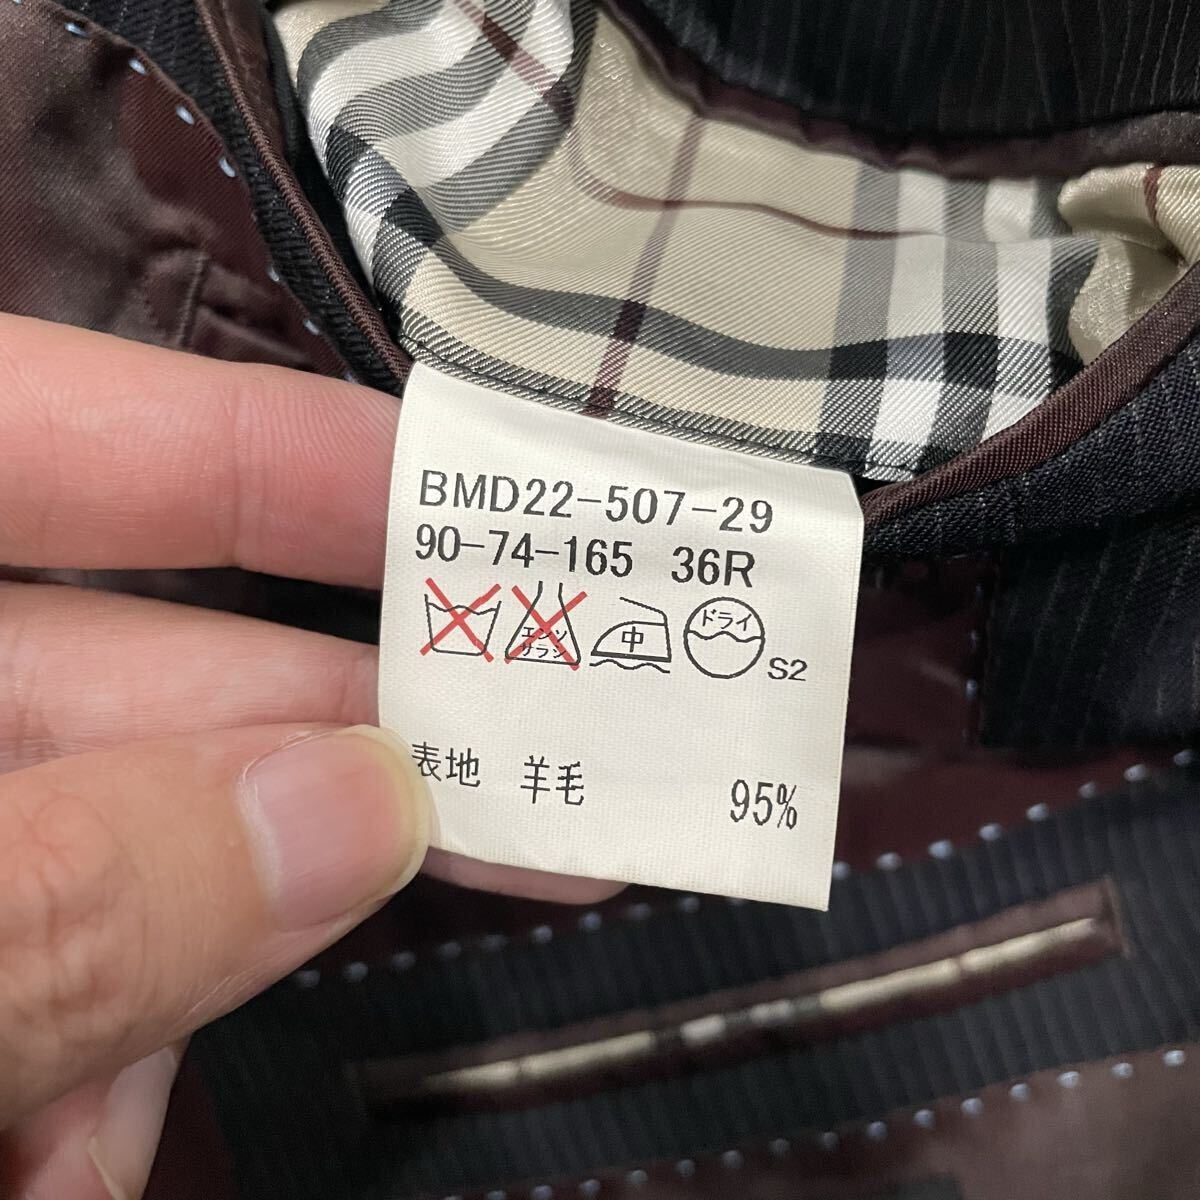 BMD22-507-29
90-74-165 36R
エンソ
サラシ
中
ドライ
S2
表地 羊毛 95%